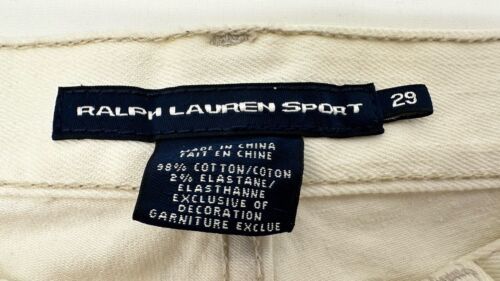 RALPH LAUREN SPORT
29
MADE IN CHINA
FAIT EN CHINE
98% COTTON/COTON
2% ELASTANE/
ELASTHANNE
EXCLUSIVE OF
DECORATION
GARNITURE EXCLUE